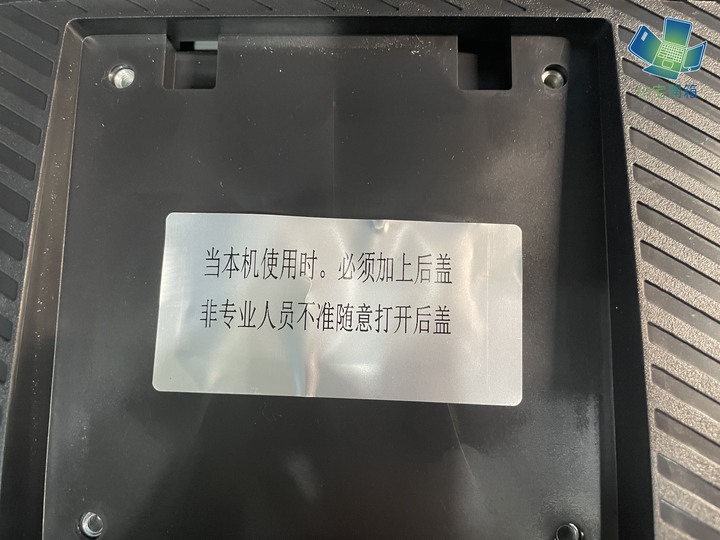 当本机使用时。必须加上后盖
非专业人员不准随意打开后盖